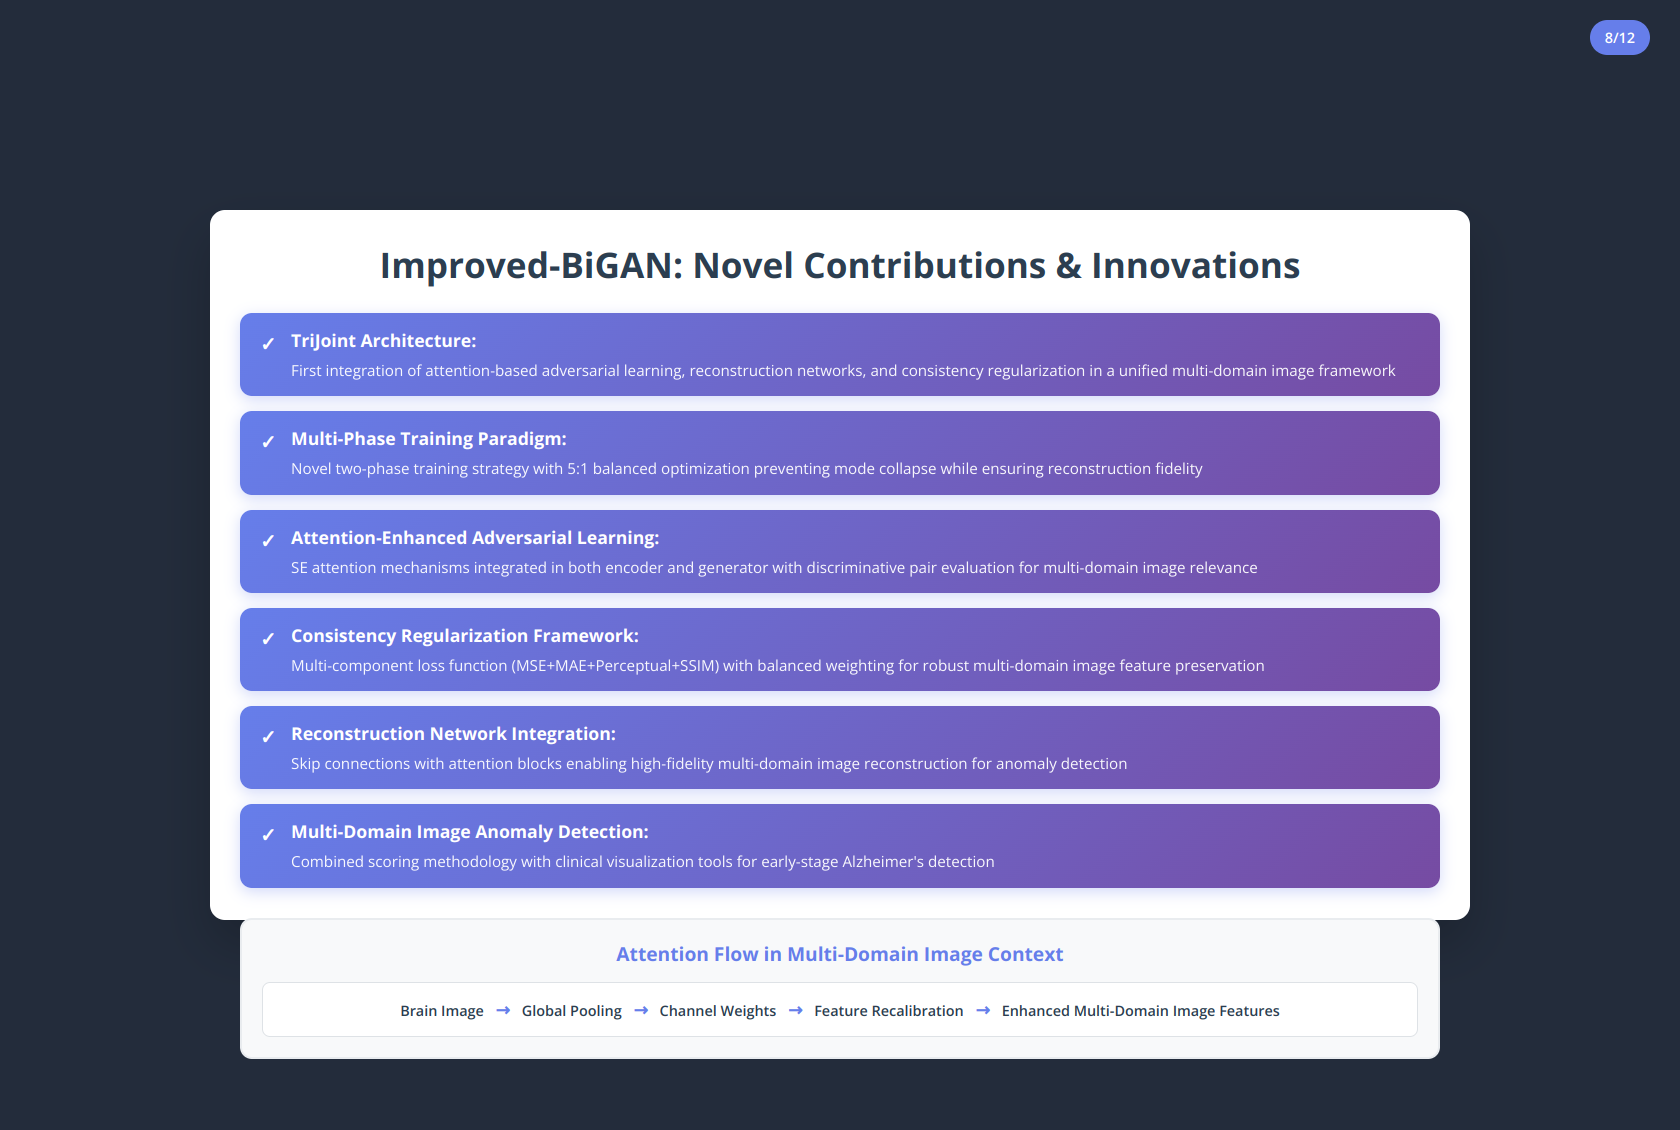 8/12
Improved-BiGAN: Novel Contributions & Innovations
✓ TriJoint Architecture:
First integration of attention-based adversarial learning, reconstruction networks, and consistency regularization in a unified multi-domain image framework
✓ Multi-Phase Training Paradigm:
Novel two-phase training strategy with 5:1 balanced optimization preventing mode collapse while ensuring reconstruction fidelity
✓ Attention-Enhanced Adversarial Learning:
SE attention mechanisms integrated in both encoder and generator with discriminative pair evaluation for multi-domain image relevance
✓ Consistency Regularization Framework:
Multi-component loss function (MSE+MAE+Perceptual+SSIM) with balanced weighting for robust multi-domain image feature preservation
✓ Reconstruction Network Integration:
Skip connections with attention blocks enabling high-fidelity multi-domain image reconstruction for anomaly detection
✓ Multi-Domain Image Anomaly Detection:
Combined scoring methodology with clinical visualization tools for early-stage Alzheimer's detection
Attention Flow in Multi-Domain Image Context
Brain Image → Global Pooling → Channel Weights → Feature Recalibration → Enhanced Multi-Domain Image Features